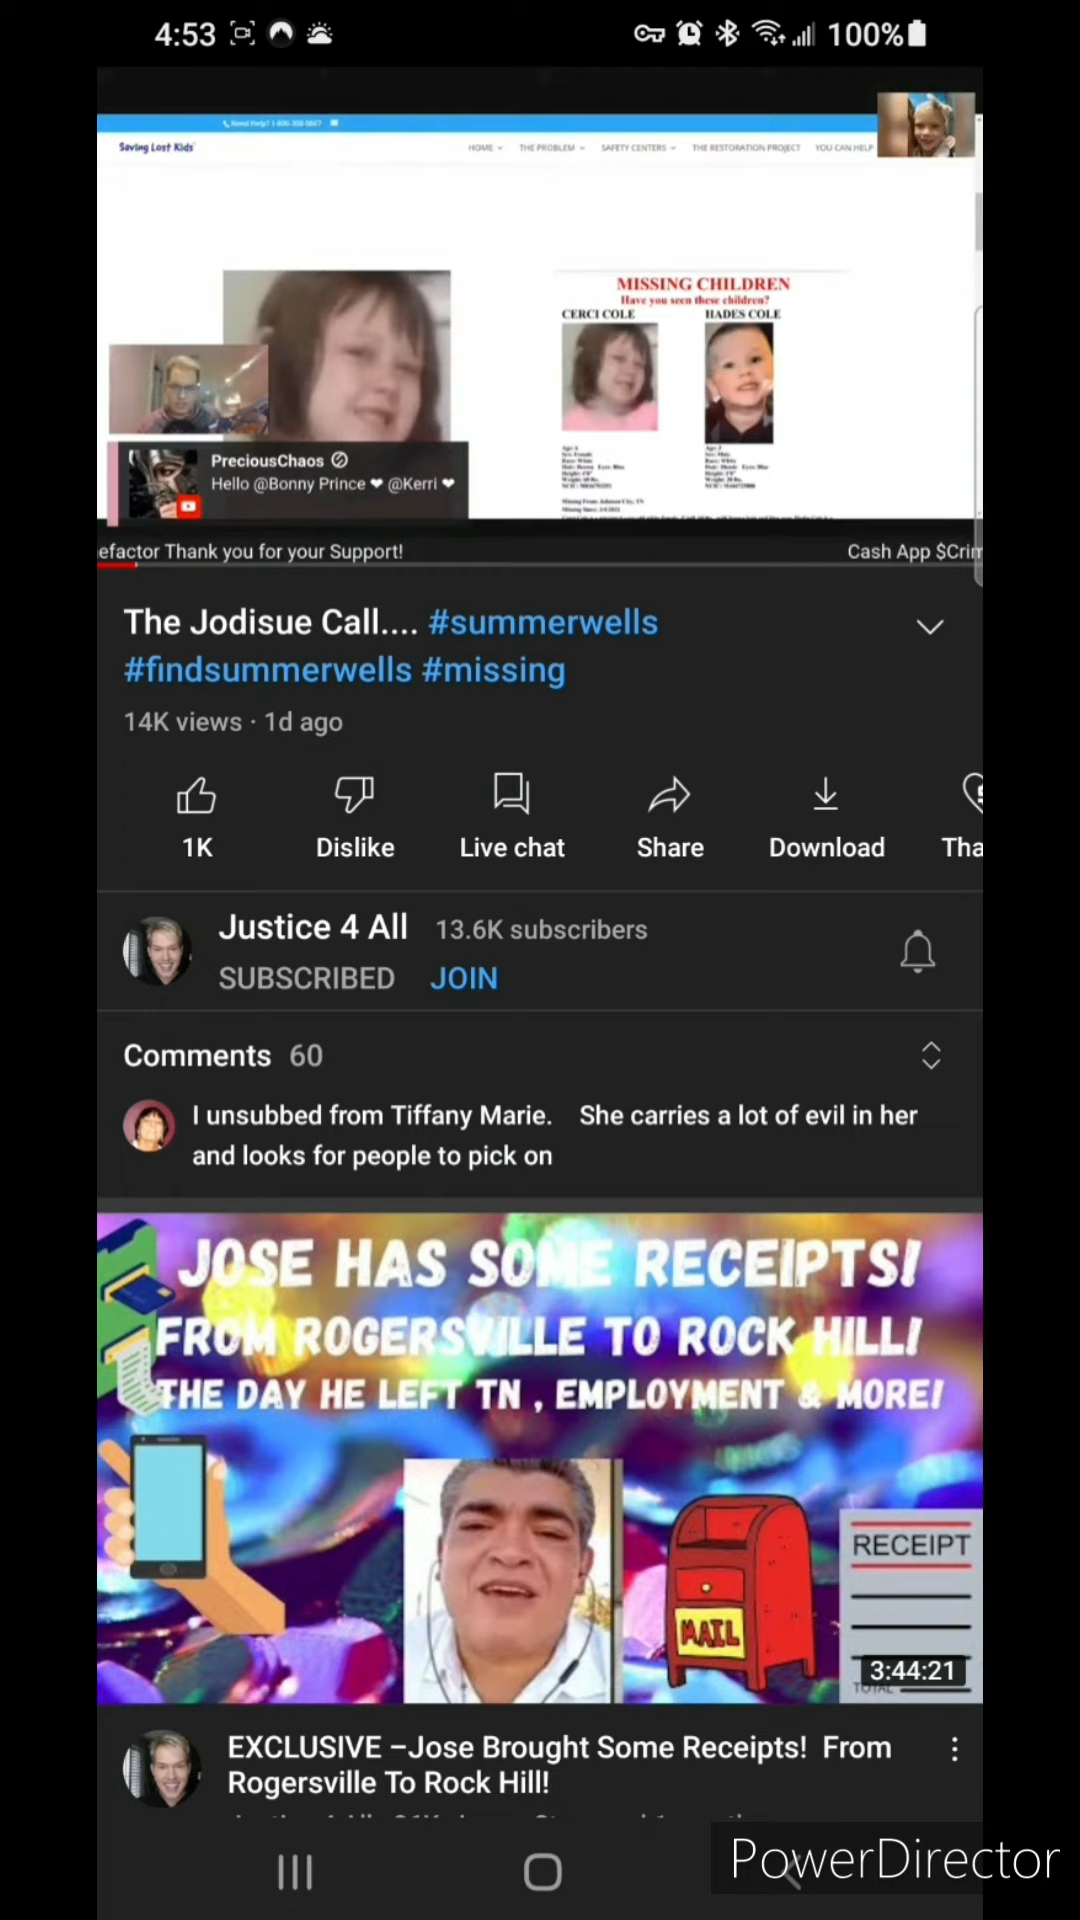 4:53
100%
Need Help? 1-800-
Saving Lost Kids
HOME THE PROBLEM SAFETY CENTERS THE RESTORATION PROJECT YOU CAN HELP
MISSING CHILDREN
Have you seen these children?
CERCI COLE HADES COLE
PreciousChaos
Hello @Bonny Prince ❤ @Kerri ❤
efactor Thank you for your Support!
Cash App $Crim
The Jodisue Call.... #summerwells
#findsummerwells #missing
14K views · 1d ago
1K Dislike Live chat Share Download Tha
Justice 4 All 13.6K subscribers
SUBSCRIBED JOIN
Comments 60
I unsubbed from Tiffany Marie. She carries a lot of evil in her
and looks for people to pick on
JOSE HAS SOME RECEIPTS!
FROM ROGERSVILLE TO ROCK HILL!
THE DAY HE LEFT TN , EMPLOYMENT & MORE!
MAIL
RECEIPT
3:44:21
TOTAL
EXCLUSIVE –Jose Brought Some Receipts! From
Rogersville To Rock Hill!
PowerDirector